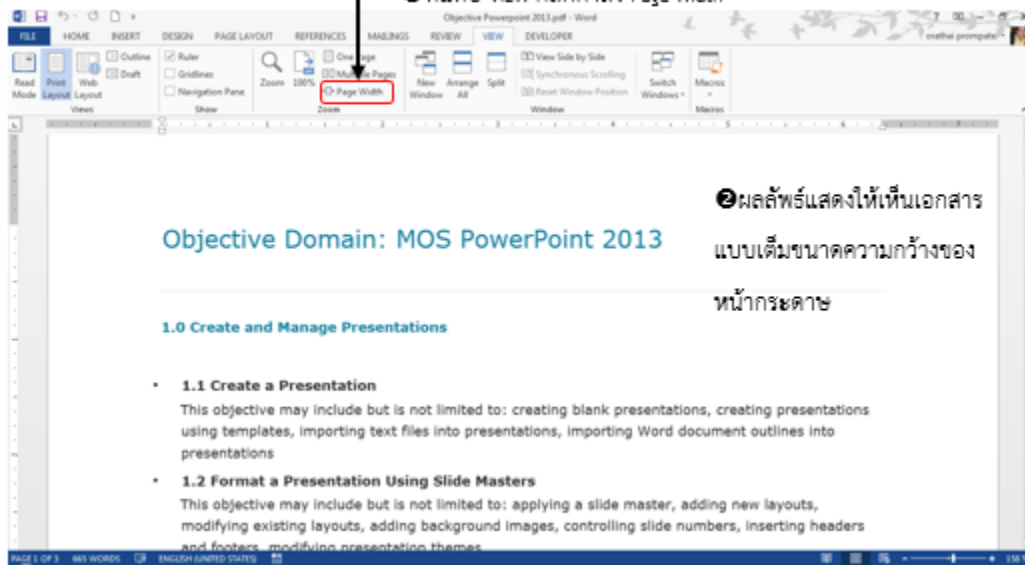 Objective Powerpoint 2013.pdf - Word
FILE HOME INSERT DESIGN PAGE LAYOUT REFERENCES MAILINGS REVIEW VIEW DEVELOPER
orathai prompate
Outline Ruler One Page View Side by Side
Draft Gridlines Multiple Pages Synchronous Scrolling
Navigation Pane Page Width Reset Window Position
Read Mode Print Layout Web Layout Zoom 100% New Window Arrange All Split Switch Windows Macros
Views Show Zoom Window Macros
❷ผลลัพธ์แสดงให้เห็นเอกสาร
แบบเต็มขนาดความกว้างของ
หน้ากระดาษ
Objective Domain: MOS PowerPoint 2013
1.0 Create and Manage Presentations
• 1.1 Create a Presentation
This objective may include but is not limited to: creating blank presentations, creating presentations
using templates, importing text files into presentations, importing Word document outlines into
presentations
• 1.2 Format a Presentation Using Slide Masters
This objective may include but is not limited to: applying a slide master, adding new layouts,
modifying existing layouts, adding background images, controlling slide numbers, inserting headers
and footers, modifying presentation themes
PAGE 1 OF 3 665 WORDS ENGLISH (UNITED STATES)